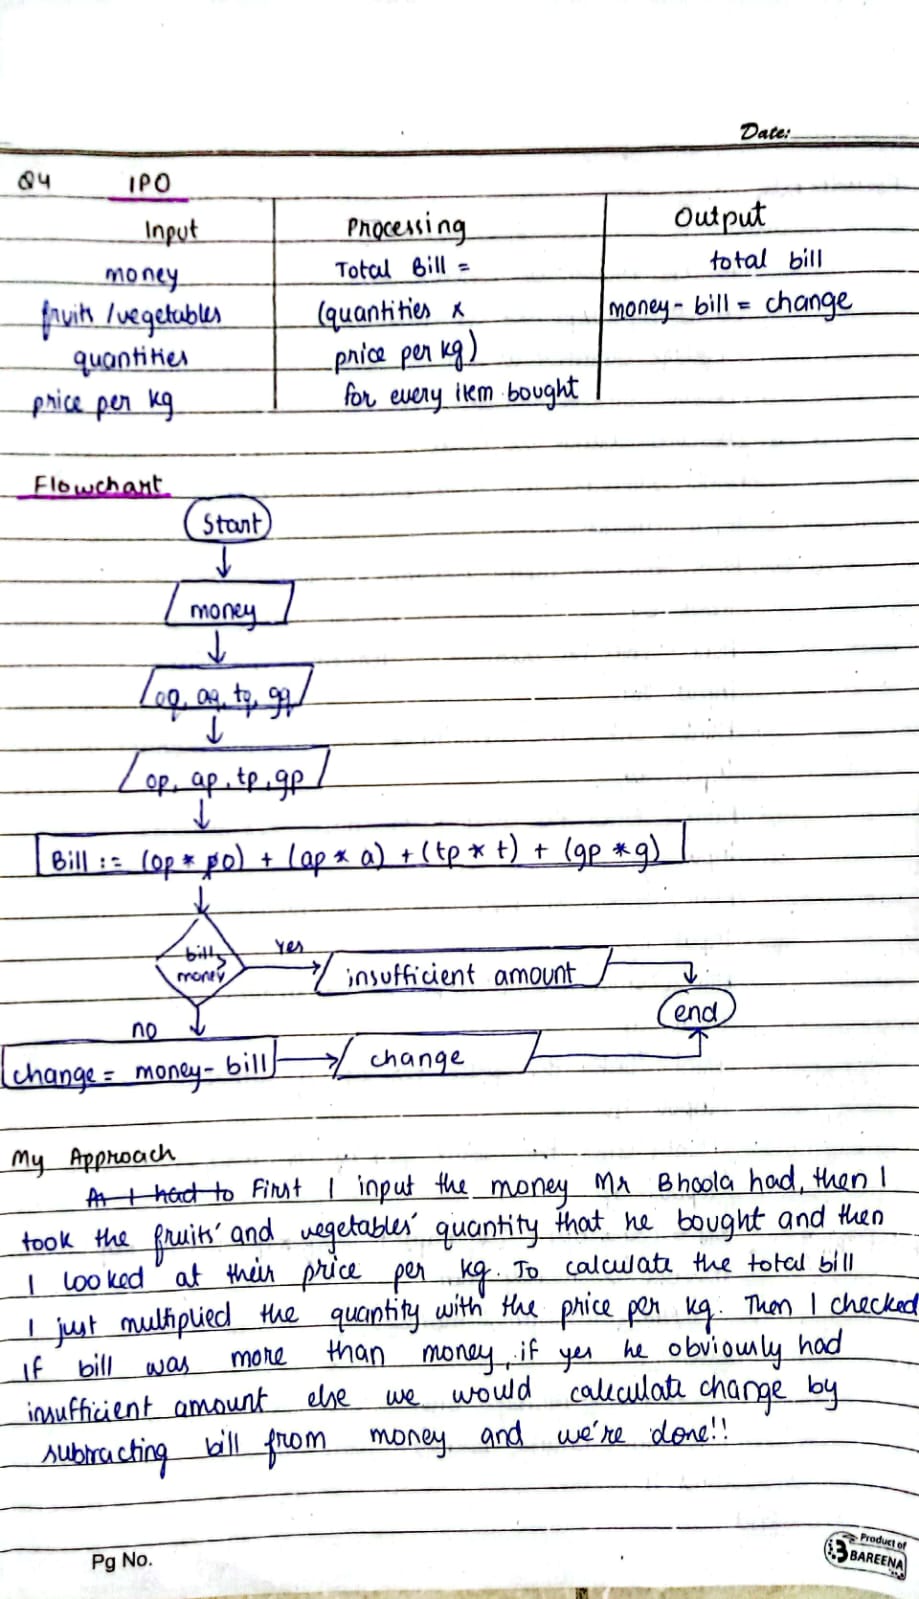 Date:
Q4 IPO
Input Processing Output
money Total Bill = total bill
fruits / vegetables (quantities x money - bill = change
quantities price per kg)
price per kg for every item bought
Flowchart
Start
money
oq, aq, tq, gq
op, ap, tp, gp
Bill := (op * o) + (ap * a) + (tp * t) + (gp * g)
bill > money
Yes
insufficient amount
end
no
change = money - bill
change
My Approach
As I had to First I input the money Mr Bhoola had, then I
took the fruits' and vegetables' quantity that he bought and then
I looked at their price per kg. To calculate the total bill
I just multiplied the quantity with the price per kg. Then I checked
if bill was more than money, if yes he obviously had
insufficient amount else we would calculate change by
subtracting bill from money and we're done!!
Pg No.
Product of
BAREENA